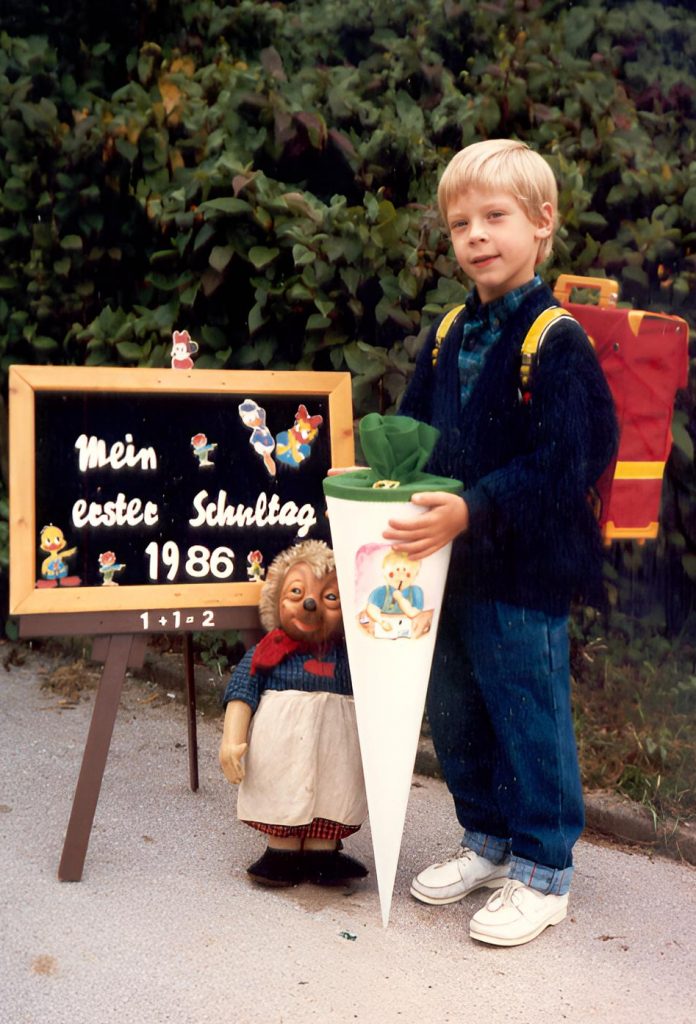 Mein
erster Schultag
1986
1+1=2